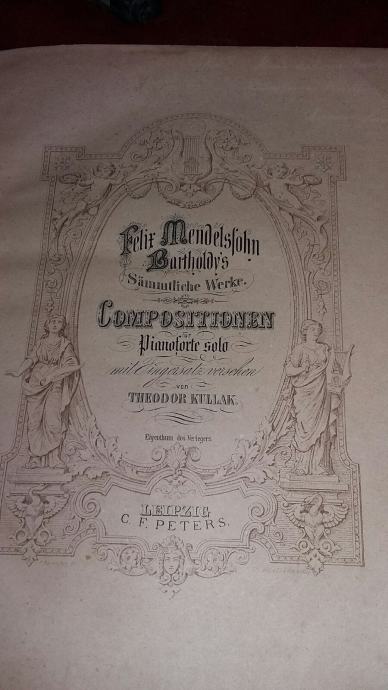 Felix Mendelssohn
Bartholdy's
Sämmtliche Werke.
COMPOSITIONEN
für
Pianoforte solo
mit Fingersatz versehen
von
THEODOR KULLAK.
Eigenthum des Verlegers.
LEIPZIG
C. F. PETERS.